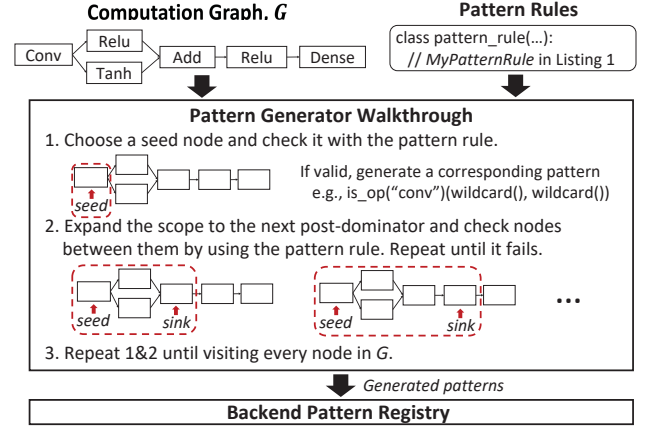 Computation Graph, G
Pattern Rules
Conv
Relu
Tanh
Add
Relu
Dense
class pattern_rule(...):
// MyPatternRule in Listing 1
Pattern Generator Walkthrough
1. Choose a seed node and check it with the pattern rule.
seed
If valid, generate a corresponding pattern
e.g., is_op(“conv”)(wildcard(), wildcard())
2. Expand the scope to the next post-dominator and check nodes
between them by using the pattern rule. Repeat until it fails.
seed
sink
seed
sink
...
3. Repeat 1&2 until visiting every node in G.
Generated patterns
Backend Pattern Registry